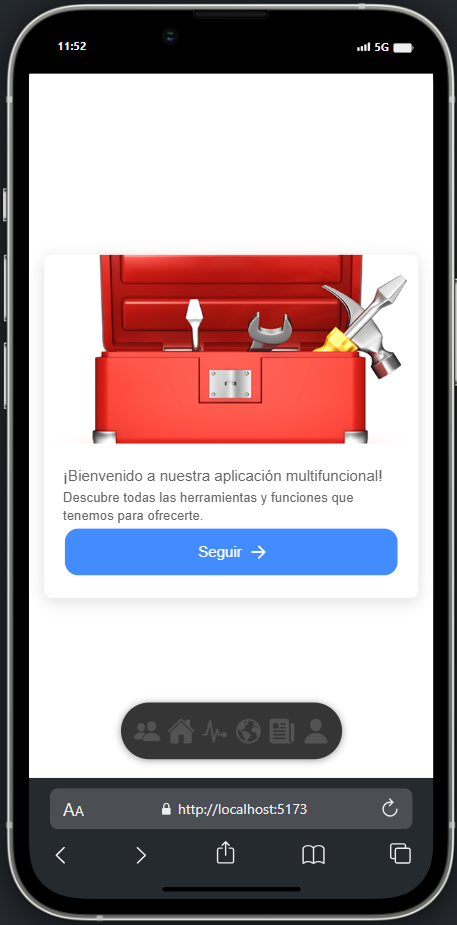 11:52
5G
¡Bienvenido a nuestra aplicación multifuncional!
Descubre todas las herramientas y funciones que
tenemos para ofrecerte.
Seguir
AA
http://localhost:5173